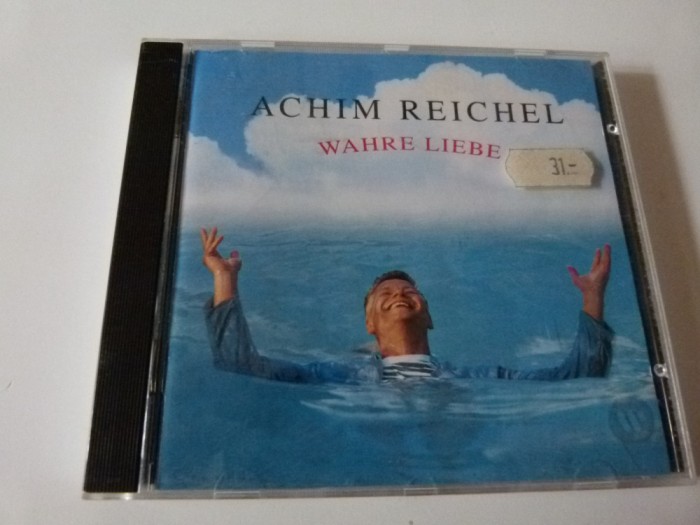 ACHIM REICHEL
WAHRE LIEBE
31.-